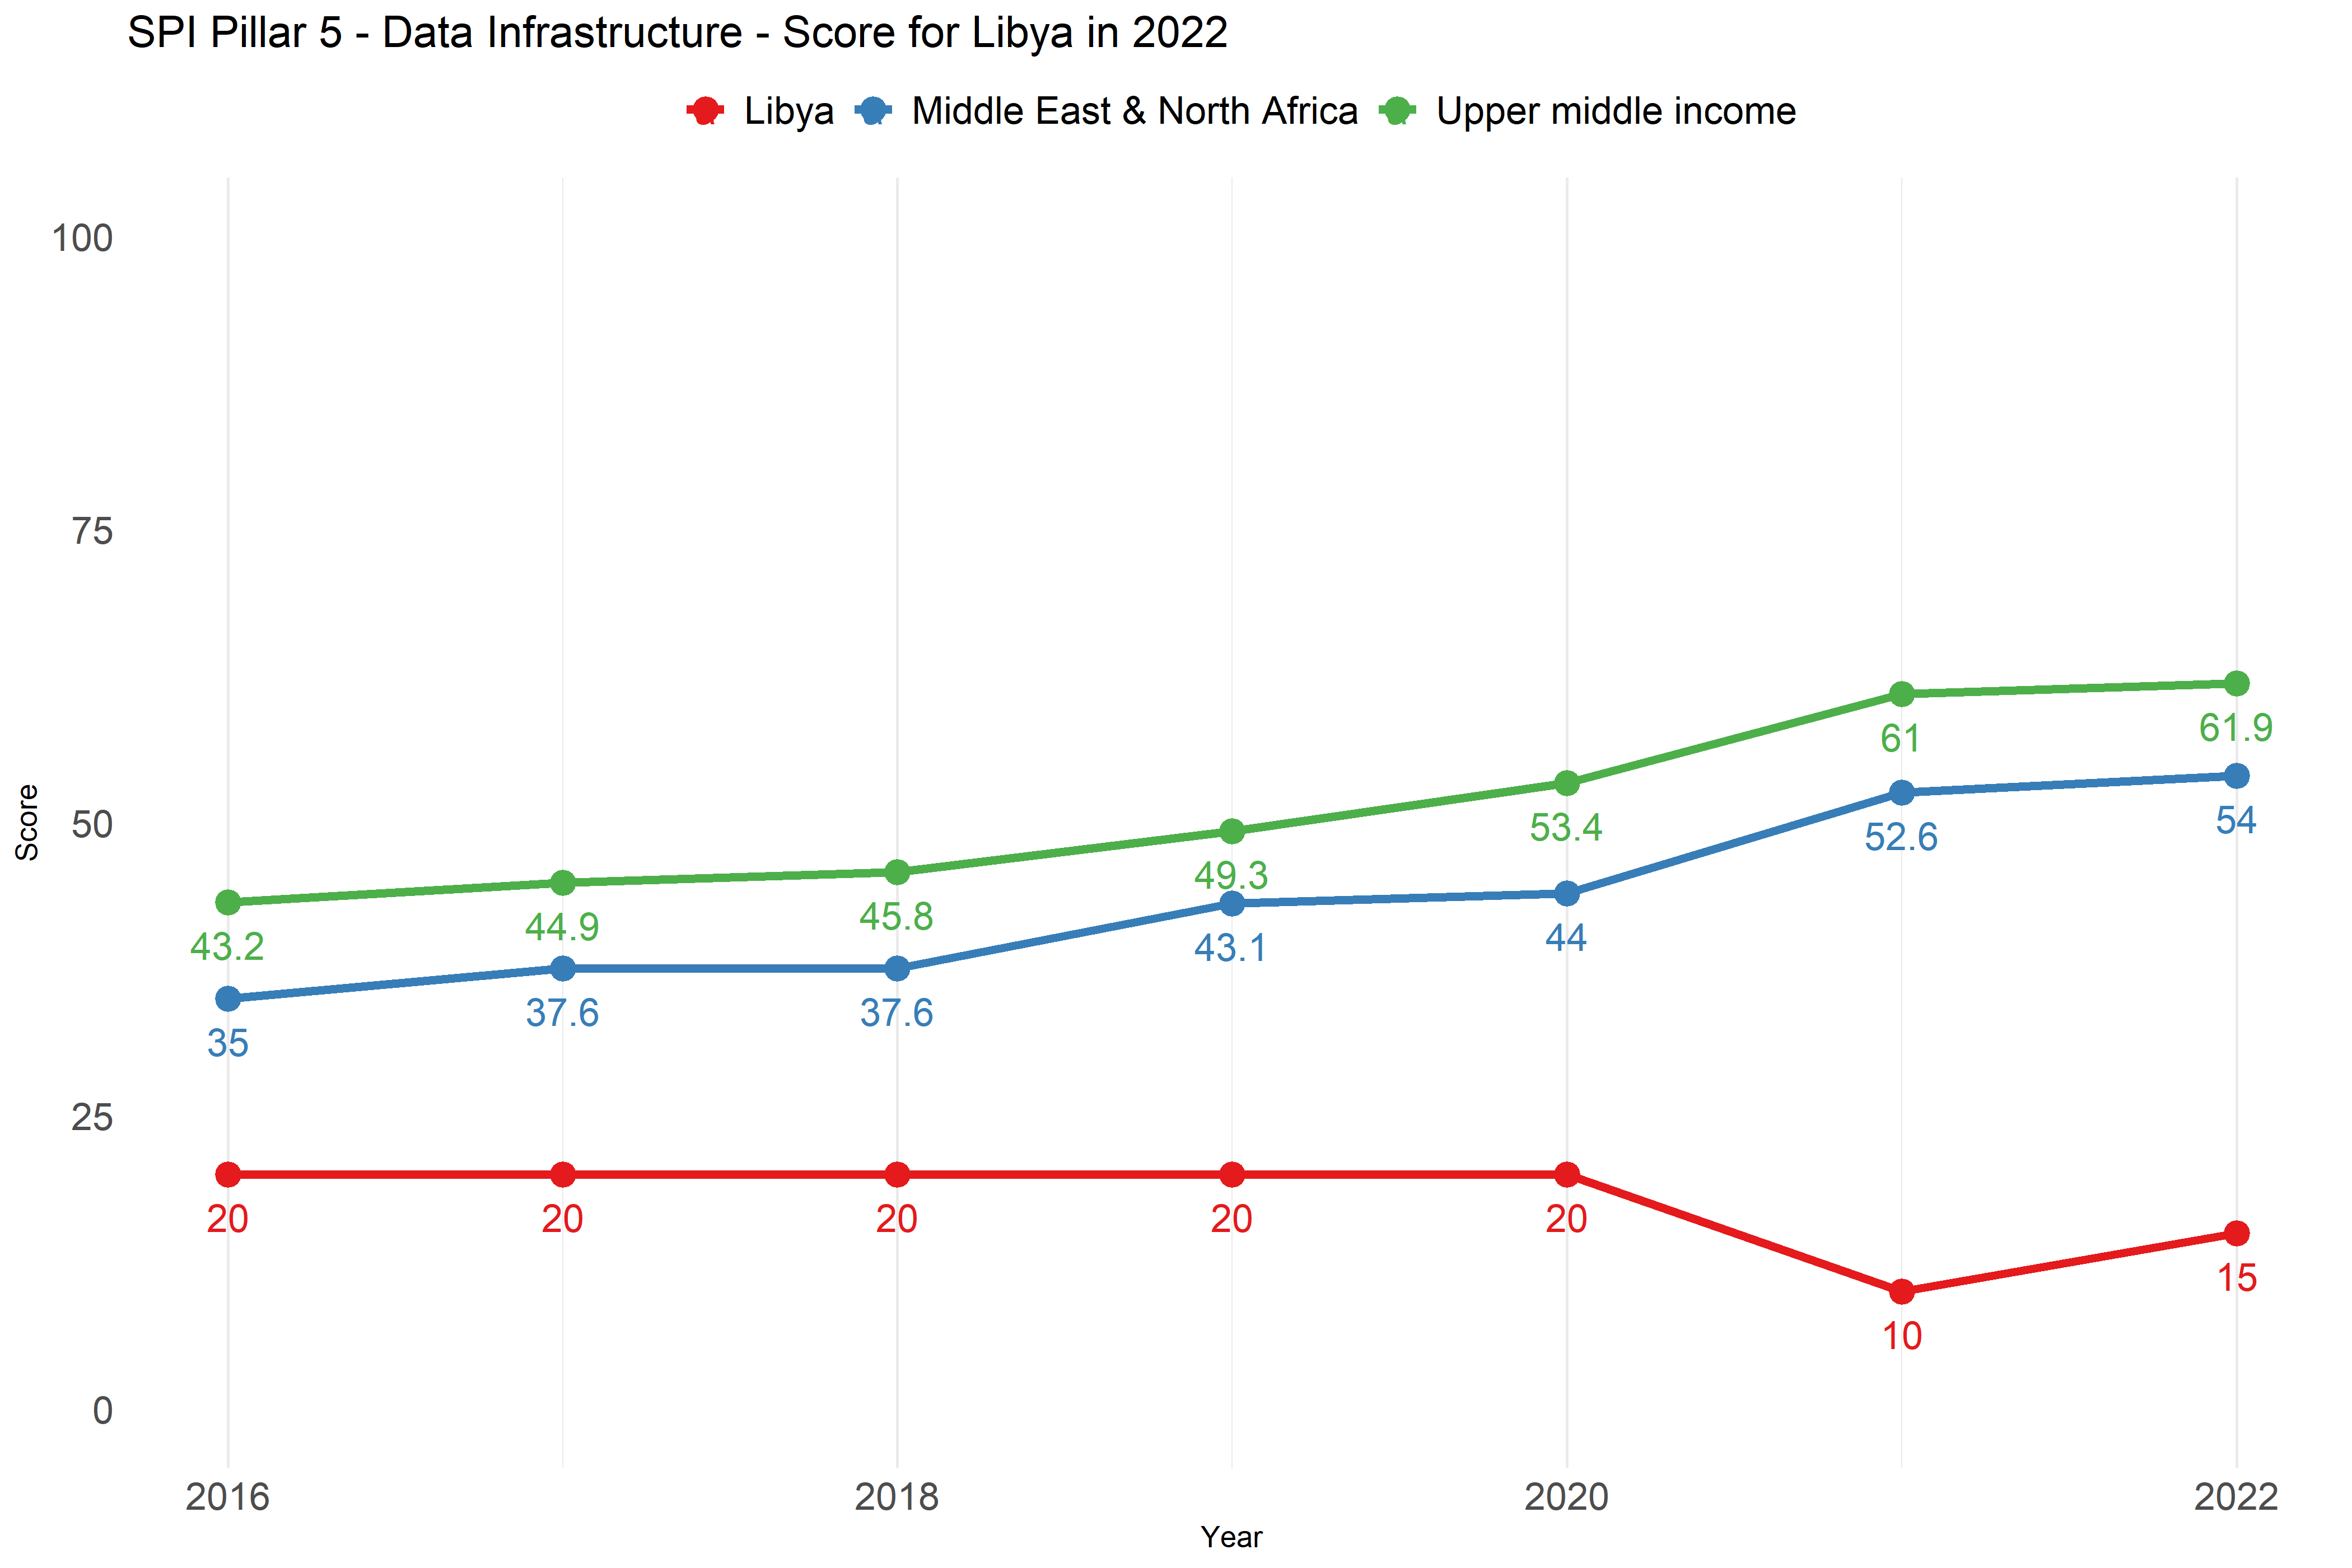 SPI Pillar 5 - Data Infrastructure - Score for Libya in 2022
Libya Middle East & North Africa Upper middle income
100
75
50
25
0
Score
43.2 44.9 45.8 49.3 53.4 61 61.9
35 37.6 37.6 43.1 44 52.6 54
20 20 20 20 20 10 15
2016 2018 2020 2022
Year